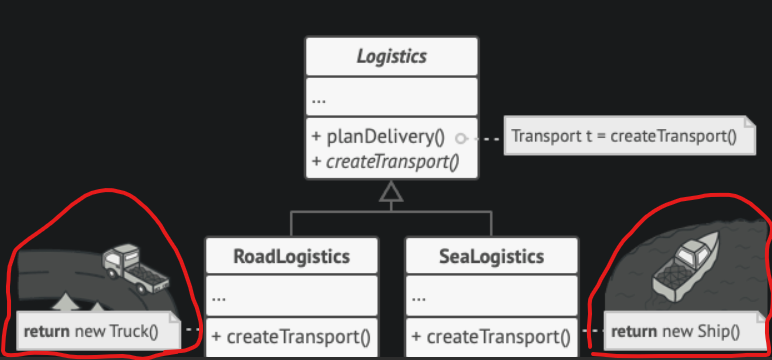 Logistics
...
+ planDelivery()
+ createTransport()
Transport t = createTransport()
RoadLogistics
...
+ createTransport()
SeaLogistics
...
+ createTransport()
return new Truck()
return new Ship()